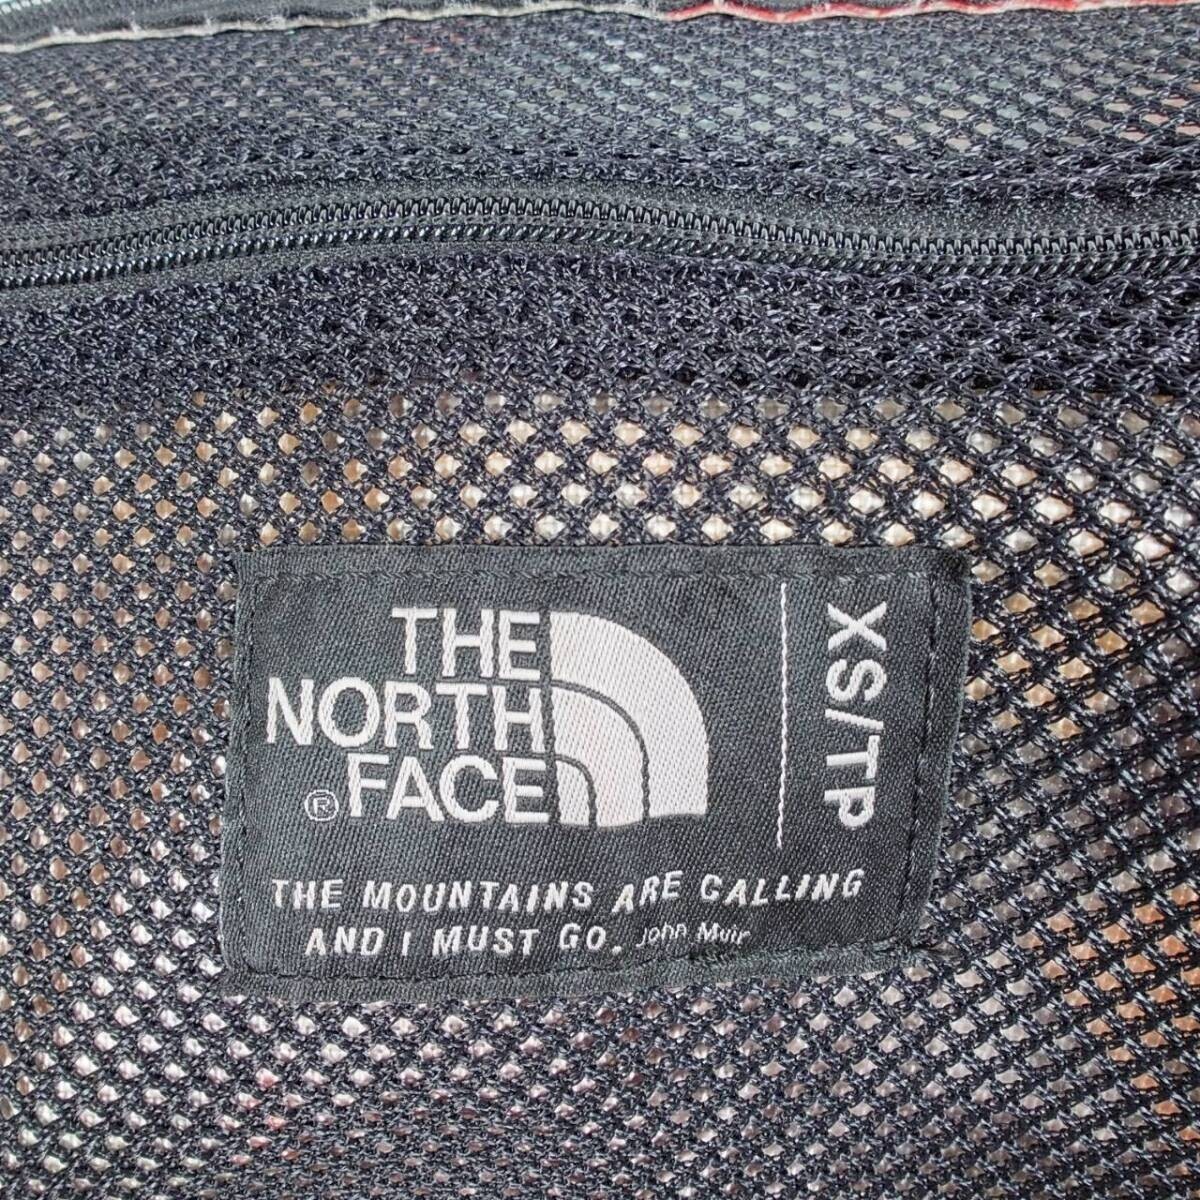 THE
NORTH
® FACE
XS/TP
THE MOUNTAINS ARE CALLING
AND I MUST GO. John Muir